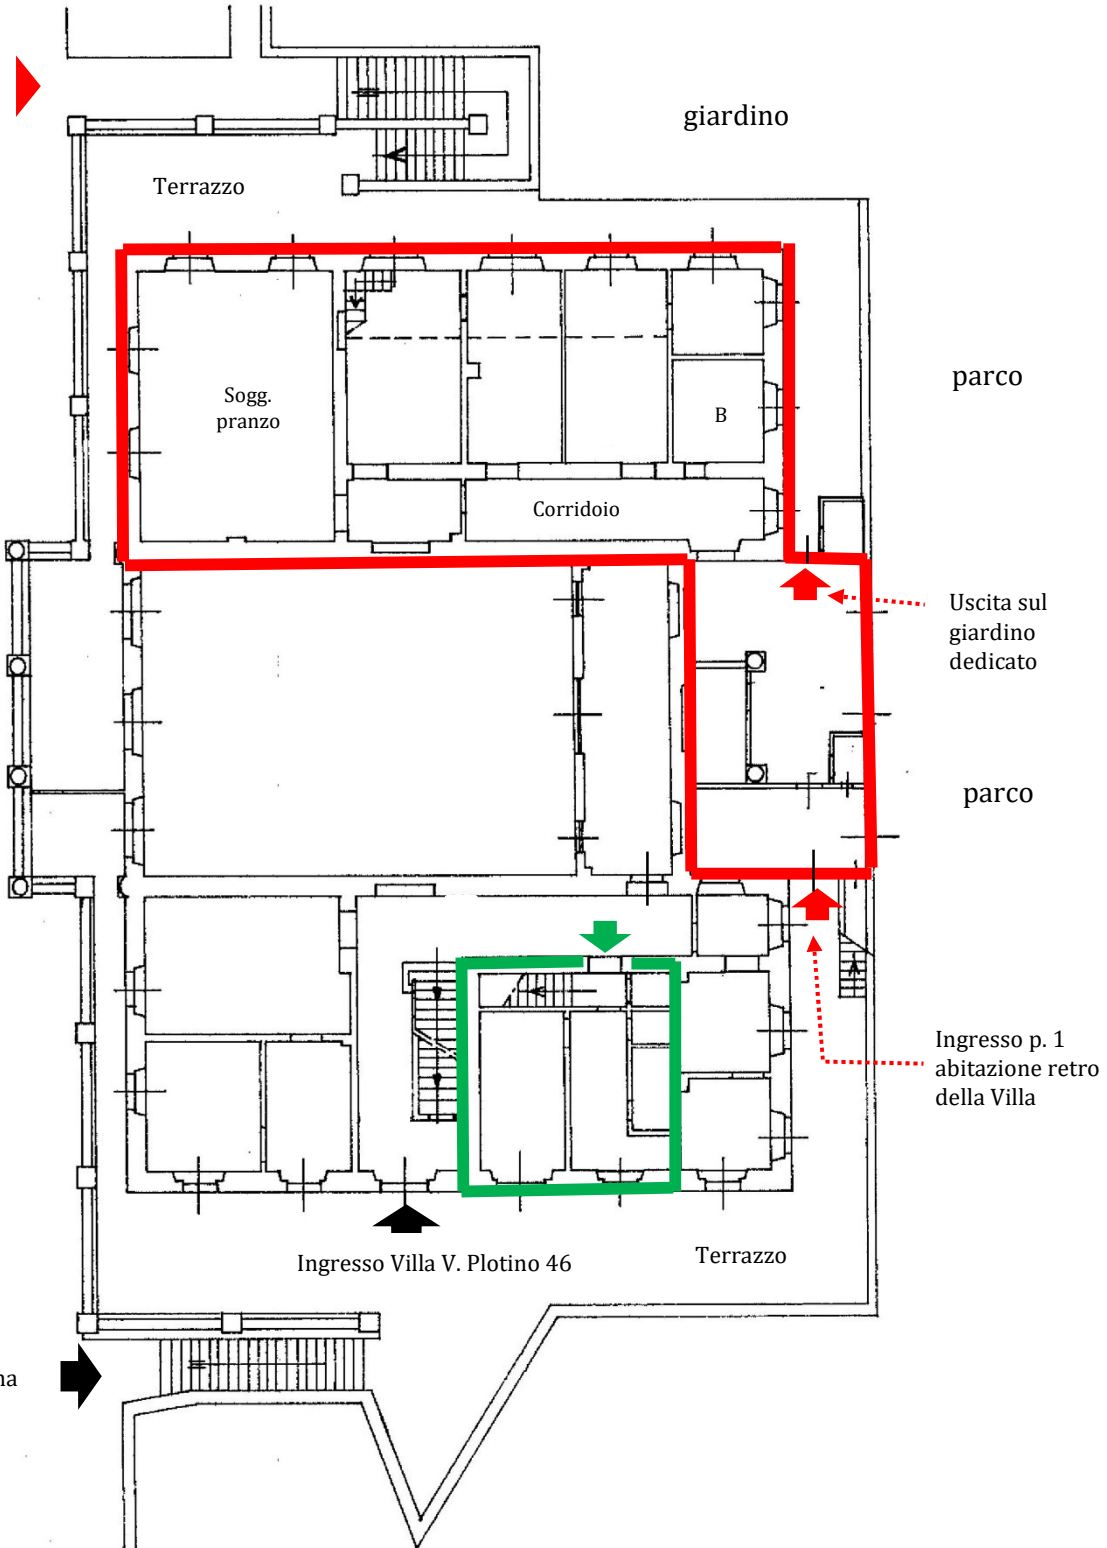 giardino
Terrazzo
parco
Sogg.
pranzo
B
Corridoio
Uscita sul
giardino
dedicato
parco
Ingresso p. 1
abitazione retro
della Villa
Ingresso Villa V. Plotino 46
Terrazzo